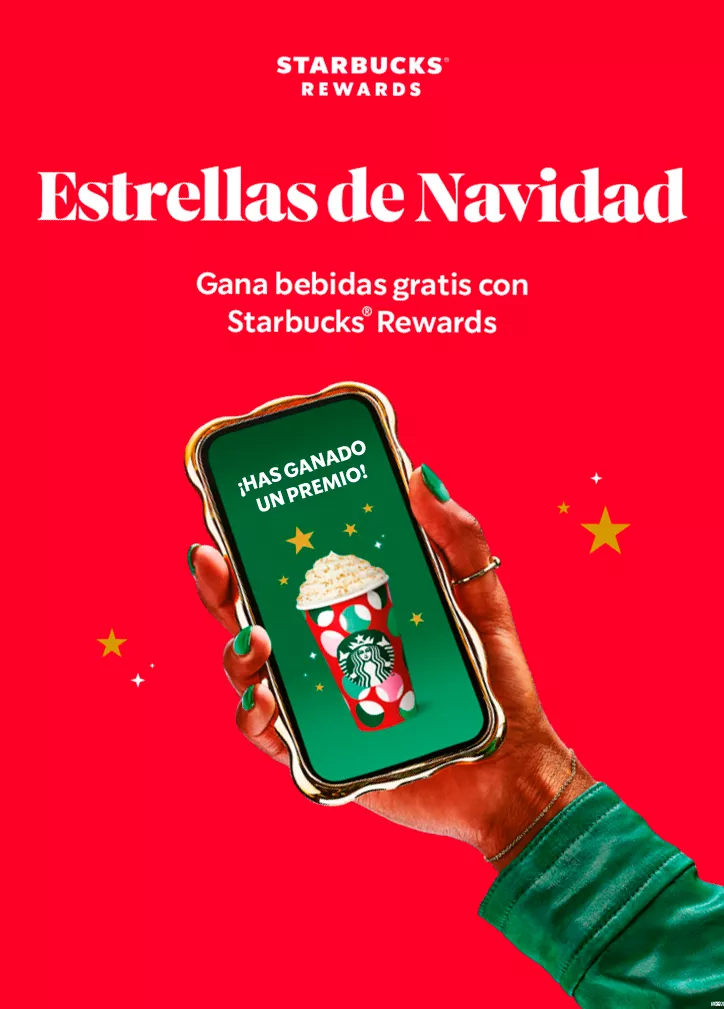 STARBUCKS®
REWARDS
Estrellas de Navidad
Gana bebidas gratis con
Starbucks® Rewards
¡HAS GANADO
UN PREMIO!